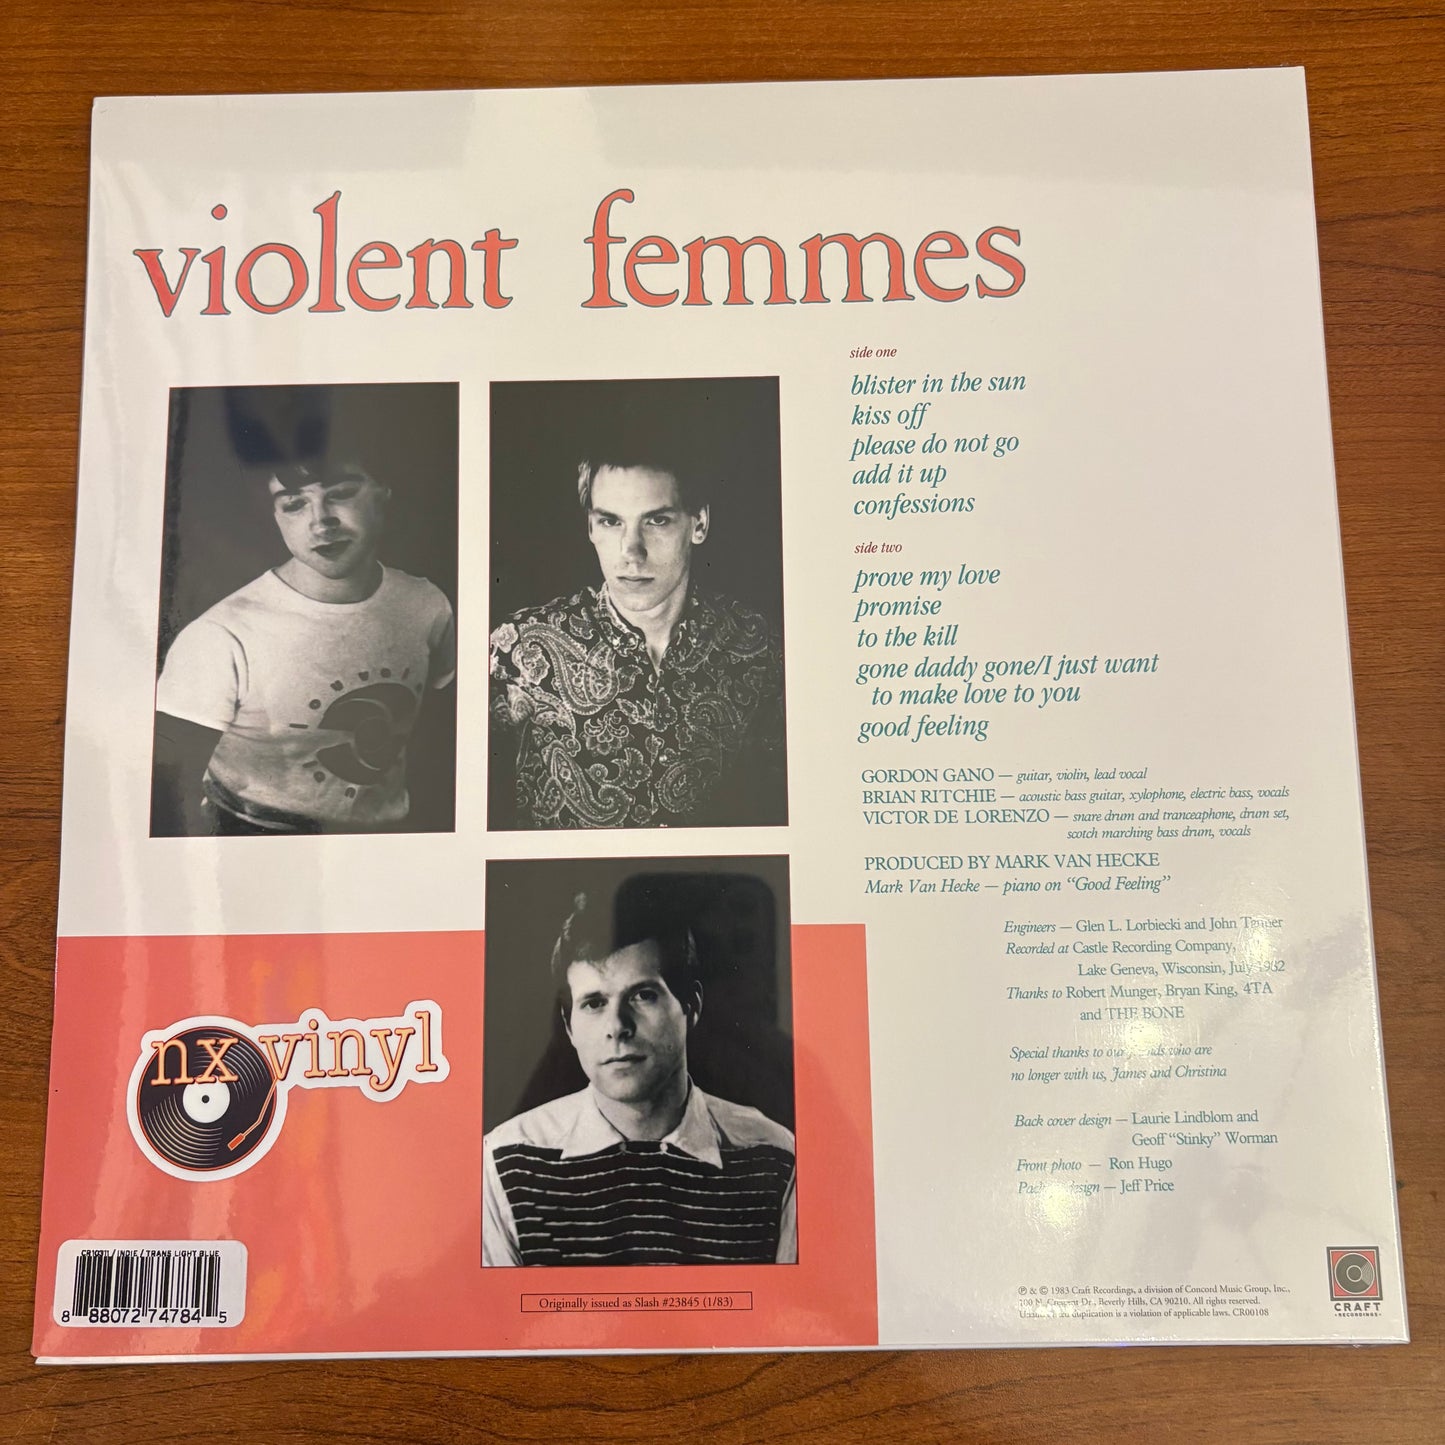 violent femmes
side one
blister in the sun
kiss off
please do not go
add it up
confessions
side two
prove my love
promise
to the kill
gone daddy gone/I just want
to make love to you
good feeling
GORDON GANO — guitar, violin, lead vocal
BRIAN RITCHIE — acoustic bass guitar, xylophone, electric bass, vocals
VICTOR DE LORENZO — snare drum and tranceaphone, drum set,
scotch marching bass drum, vocals
PRODUCED BY MARK VAN HECKE
Mark Van Hecke — piano on “Good Feeling”
Engineers — Glen L. Lorbiecki and John Tanner
Recorded at Castle Recording Company,
Lake Geneva, Wisconsin, July 1982
Thanks to Robert Munger, Bryan King, 4TA
and THE BONE
Special thanks to our friends who are
no longer with us, James and Christina
Back cover design — Laurie Lindblom and
Geoff “Stinky” Worman
Front photo — Ron Hugo
design — Jeff Price
nx vinyl
CR10911 / INDIE / TRANS LIGHT BLUE
8 88072 74784 5
Originally issued as Slash #23845 (1/83)
℗ & © 1983 Craft Recordings, a division of Concord Music Group, Inc.,
100 N. Crescent Dr., Beverly Hills, CA 90210. All rights reserved.
Unauthorized duplication is a violation of applicable laws. CR00108
CRAFT
•RECORDINGS•